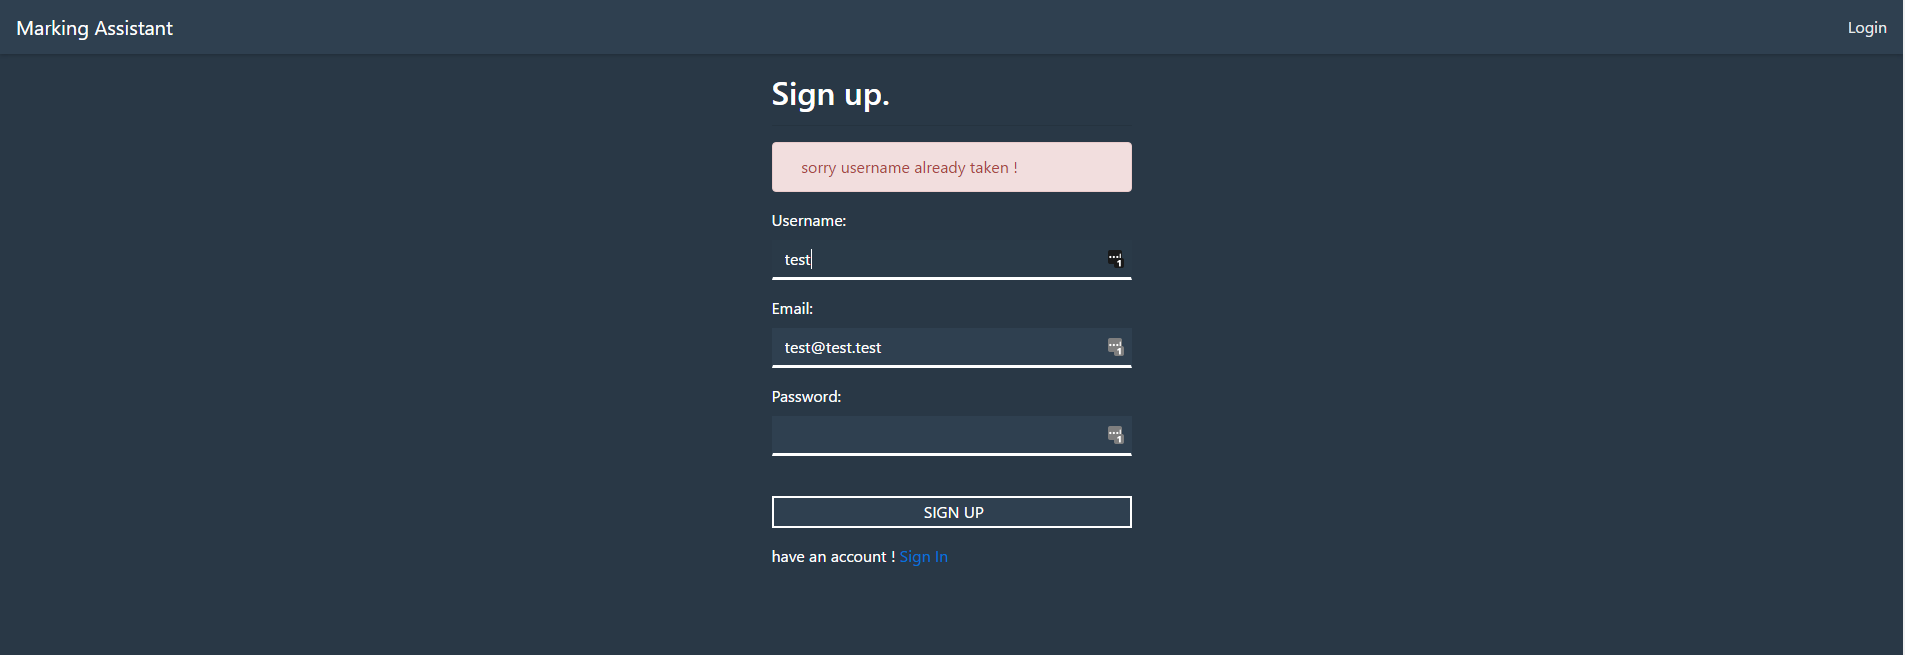 Marking Assistant
Login
Sign up.
sorry username already taken !
Username:
test
Email:
test@test.test
Password:
SIGN UP
have an account ! Sign In